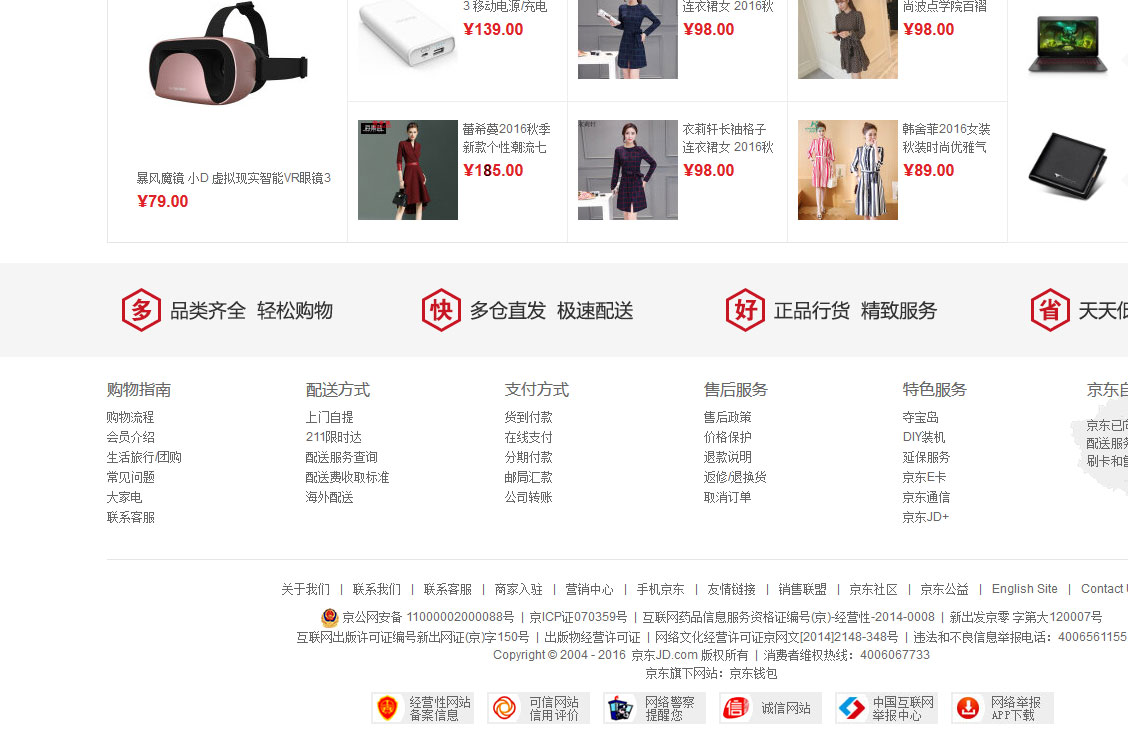 3 移动电源/充电
连衣裙女 2016秋
尚波点学院百褶
¥139.00
¥98.00
¥98.00
蕾希葵2016秋季
新款个性潮流七
¥185.00
衣莉轩长袖格子
连衣裙女 2016秋
¥98.00
韩舍菲2016女装
秋装时尚优雅气
¥89.00
暴风魔镜 小D 虚拟现实智能VR眼镜3
¥79.00
多 品类齐全 轻松购物
快 多仓直发 极速配送
好 正品行货 精致服务
省 天天低
购物指南
购物流程
会员介绍
生活旅行/团购
常见问题
大家电
联系客服
配送方式
上门自提
211限时达
配送服务查询
配送费收取标准
海外配送
支付方式
货到付款
在线支付
分期付款
邮局汇款
公司转账
售后服务
售后政策
价格保护
退款说明
返修/退换货
取消订单
特色服务
夺宝岛
DIY装机
延保服务
京东E卡
京东通信
京东JD+
京东自
京东已向
配送服务
刷卡和售
关于我们 | 联系我们 | 联系客服 | 商家入驻 | 营销中心 | 手机京东 | 友情链接 | 销售联盟 | 京东社区 | 京东公益 | English Site | Contact
京公网安备 11000002000088号 | 京ICP证070359号 | 互联网药品信息服务资格证编号(京)-经营性-2014-0008 | 新出发京零 字第大120007号
互联网出版许可证编号新出网证(京)字150号 | 出版物经营许可证 | 网络文化经营许可证京网文[2014]2148-348号 | 违法和不良信息举报电话：4006561155
Copyright © 2004 - 2016 京东JD.com 版权所有 | 消费者维权热线：4006067733
京东旗下网站：京东钱包
经营性网站
备案信息
可信网站
信用评价
网络警察
提醒您
诚信网站
中国互联网
举报中心
网络举报
APP下载